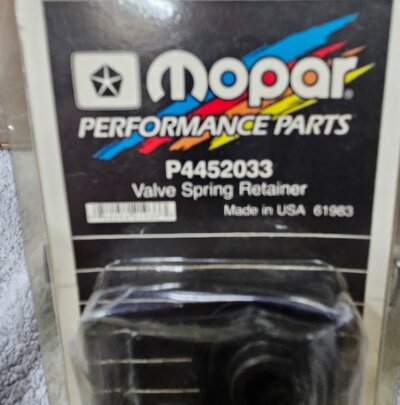 mopar
PERFORMANCE PARTS
P4452033
Valve Spring Retainer
Made in USA 61983